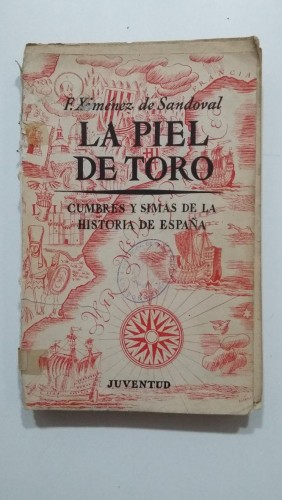 F. Ximénez de Sandoval
LA PIEL
DE TORO
CUMBRES Y SIMAS DE LA
HISTORIA DE ESPAÑA
JUVENTUD